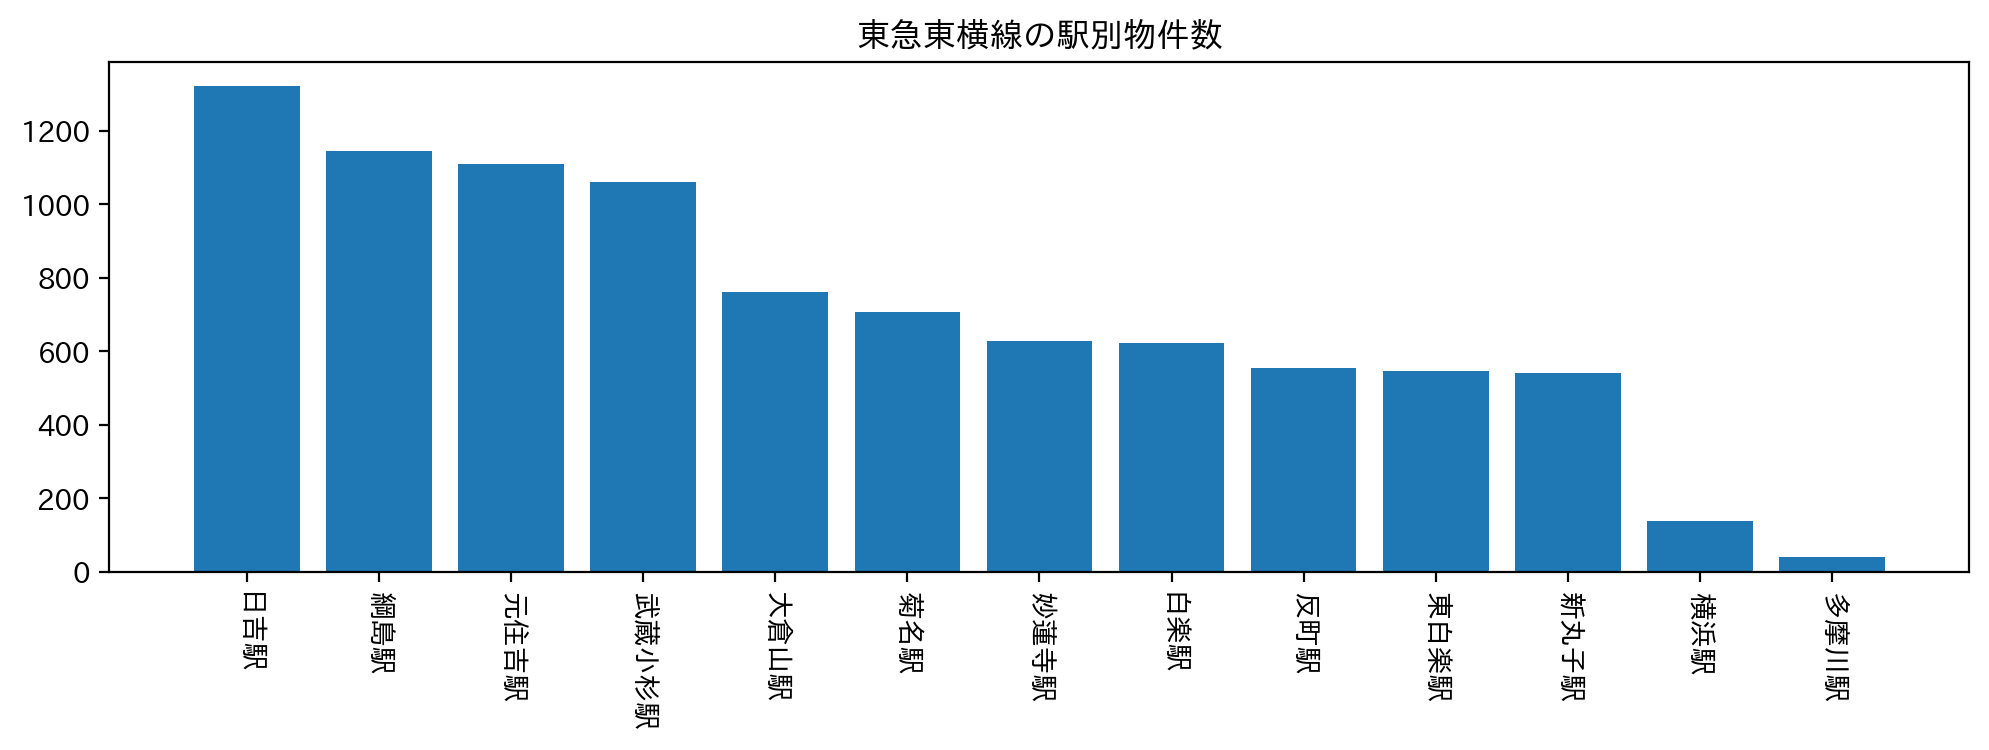 東急東横線の駅別物件数
1200
1000
800
600
400
200
0
日吉駅
綱島駅
元住吉駅
武蔵小杉駅
大倉山駅
菊名駅
妙蓮寺駅
白楽駅
反町駅
東白楽駅
新丸子駅
横浜駅
多摩川駅